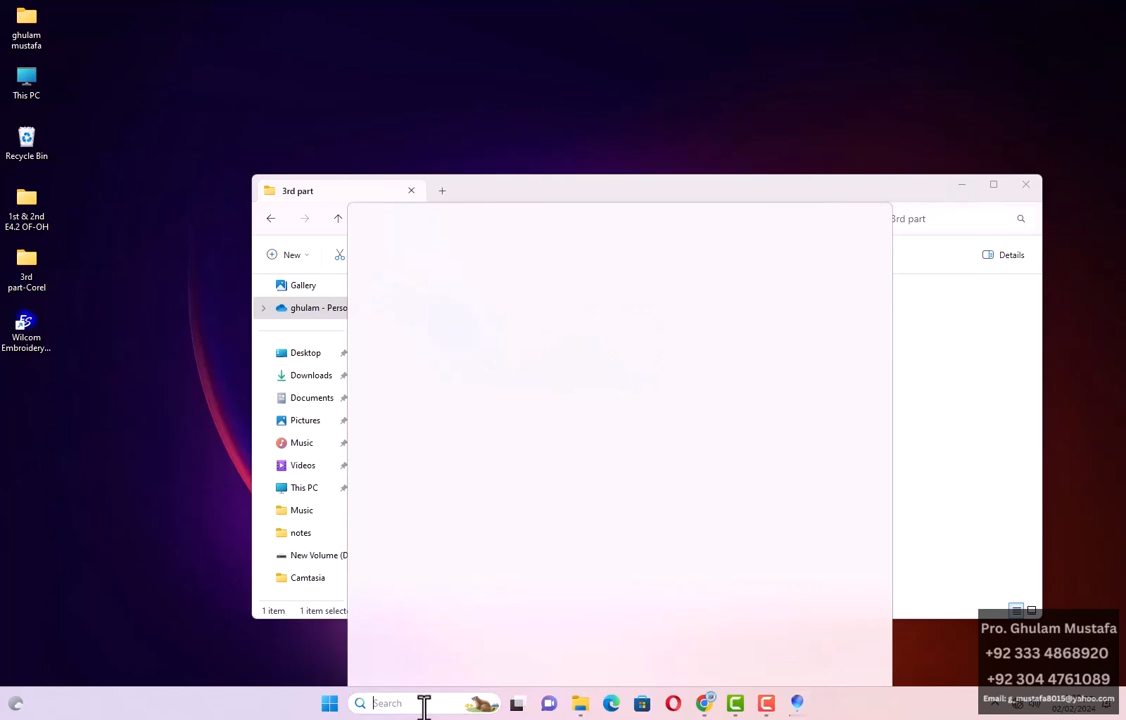 ghulam
mustafa
This PC
Recycle Bin
1st & 2nd
E4.2 OF-OH
3rd
part-Corel
Wilcom
Embroidery...
3rd part
3rd part
New
Details
Gallery
ghulam - Perso
Desktop
Downloads
Documents
Pictures
Music
Videos
This PC
Music
notes
New Volume (D
Camtasia
1 item
1 item select
Pro. Ghulam Mustafa
+92 333 4868920
+92 304 4761089
Email: g.mustafa8015@yahoo.com
02/02/2024
Search